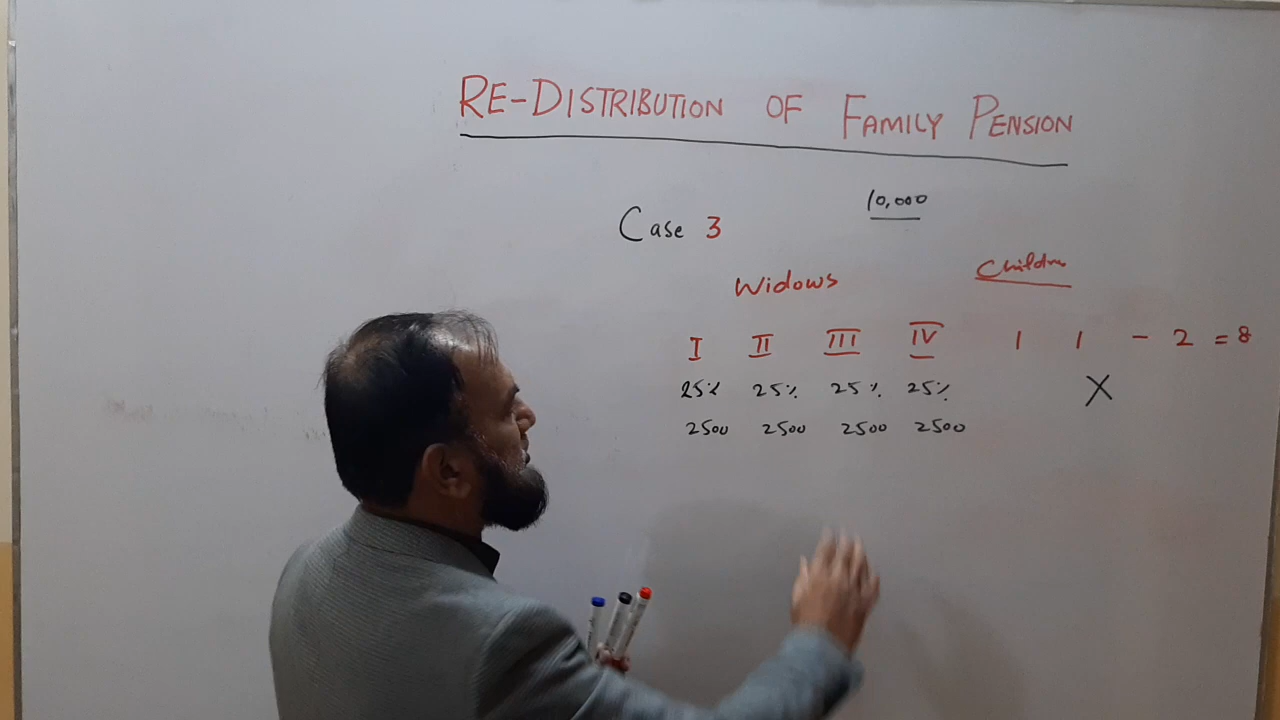 RE-DISTRIBUTION OF FAMILY PENSION
10,000
Case 3
Widows Children
I II III IV 1 1 - 2 = 8
25% 25% 25% 25% X
2500 2500 2500 2500